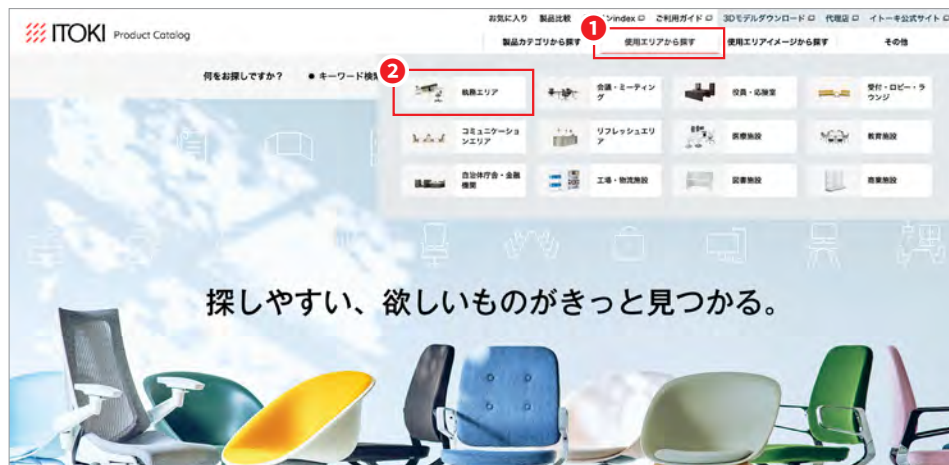 ITOKI Product Catalog
お気に入り 製品比較 インindex ご利用ガイド 3Dモデルダウンロード 代理店 イトーキ公式サイト
1
製品カテゴリから探す 使用エリアから探す 使用エリアイメージから探す その他
何をお探しですか? ● キーワード検
2
執務エリア
会議・ミーティン
グ
役員・応接室
受付・ロビー・ラ
ウンジ
コミュニケーショ
ンエリア
リフレッシュエリ
ア
医療施設
教育施設
自治体庁舎・金融
機関
工場・物流施設
図書施設
商業施設
探しやすい、欲しいものがきっと見つかる。